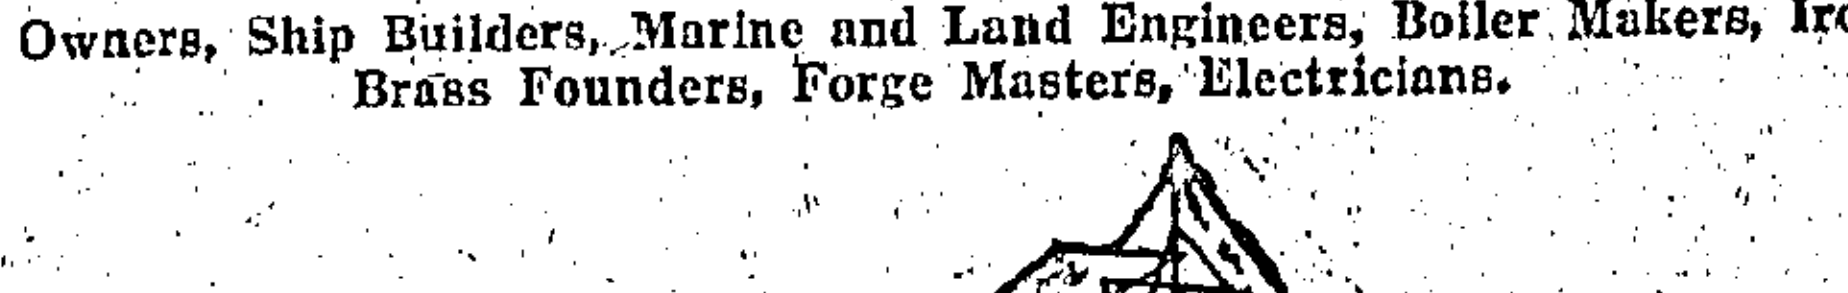 Owners, Ship Builders, Marine and Land Engineers, Boiler Makers,
Brass Founders, Forge Masters, Electricians.